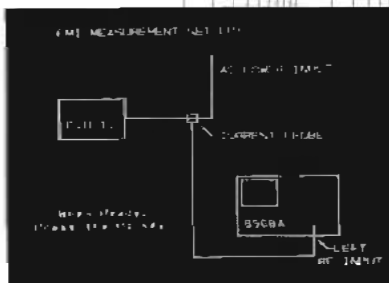 EMI MEASUREMENT SET UP
AC POWER INPUT
E.U.T.
CURRENT PROBE
8568A
LEFT
RF INPUT